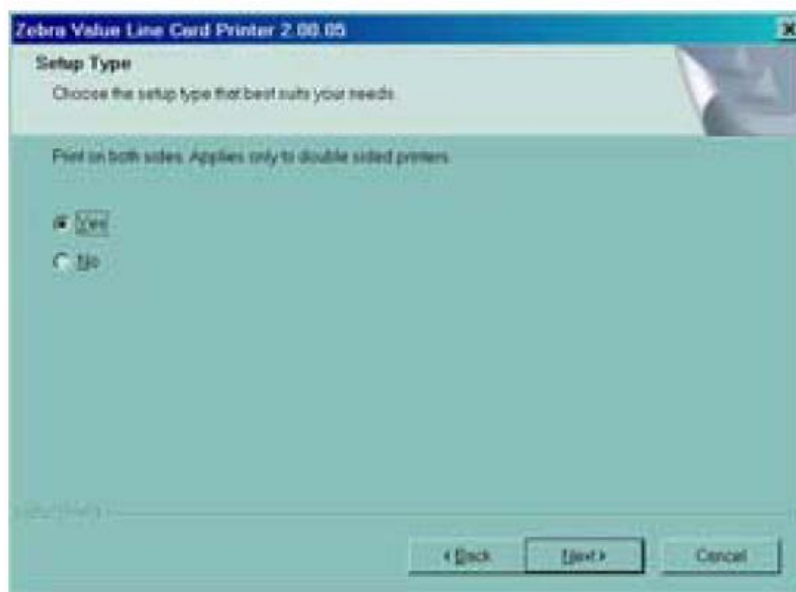 Zebra Value Line Card Printer 2.00.05
Setup Type
Choose the setup type that best suits your needs.
Print on both sides. Applies only to double sided printers.
Yes
No
InstallShield
< Back
Next >
Cancel